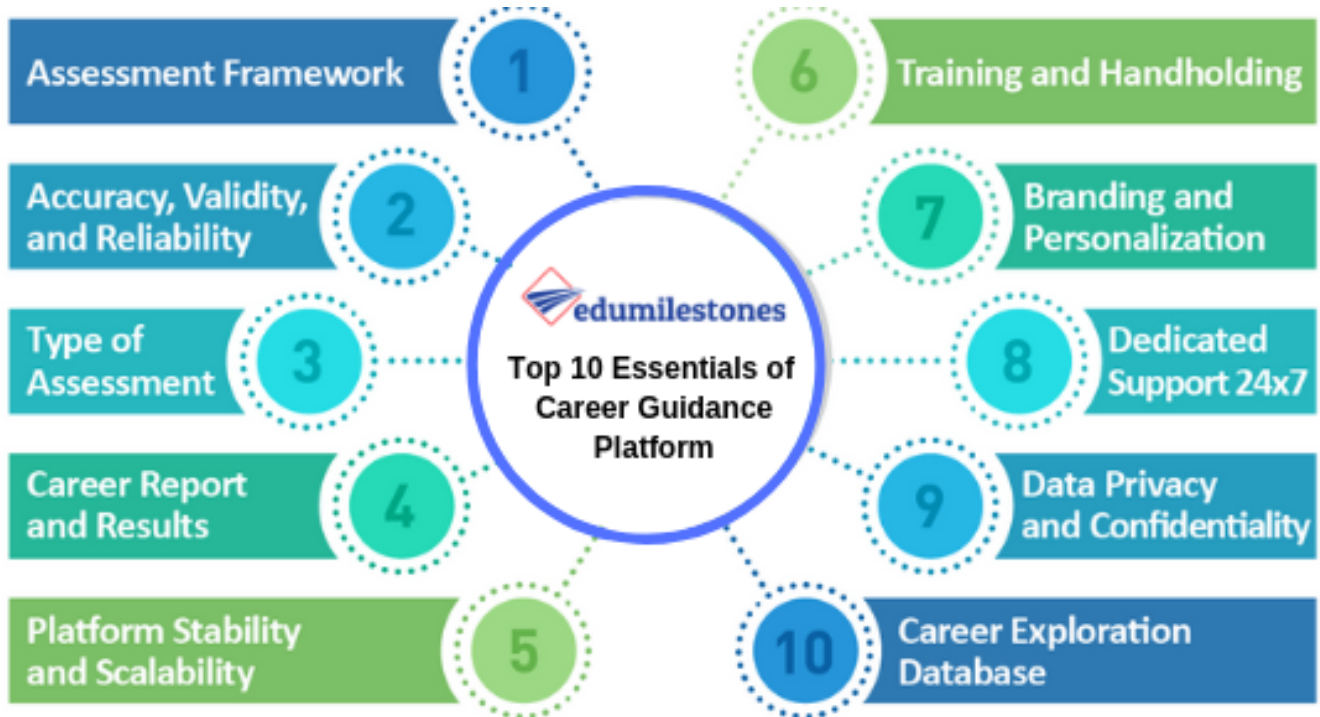 edumilestones
Top 10 Essentials of
Career Guidance
Platform
1
Assessment Framework
2
Accuracy, Validity,
and Reliability
3
Type of
Assessment
4
Career Report
and Results
5
Platform Stability
and Scalability
6
Training and Handholding
7
Branding and
Personalization
8
Dedicated
Support 24x7
9
Data Privacy
and Confidentiality
10
Career Exploration
Database